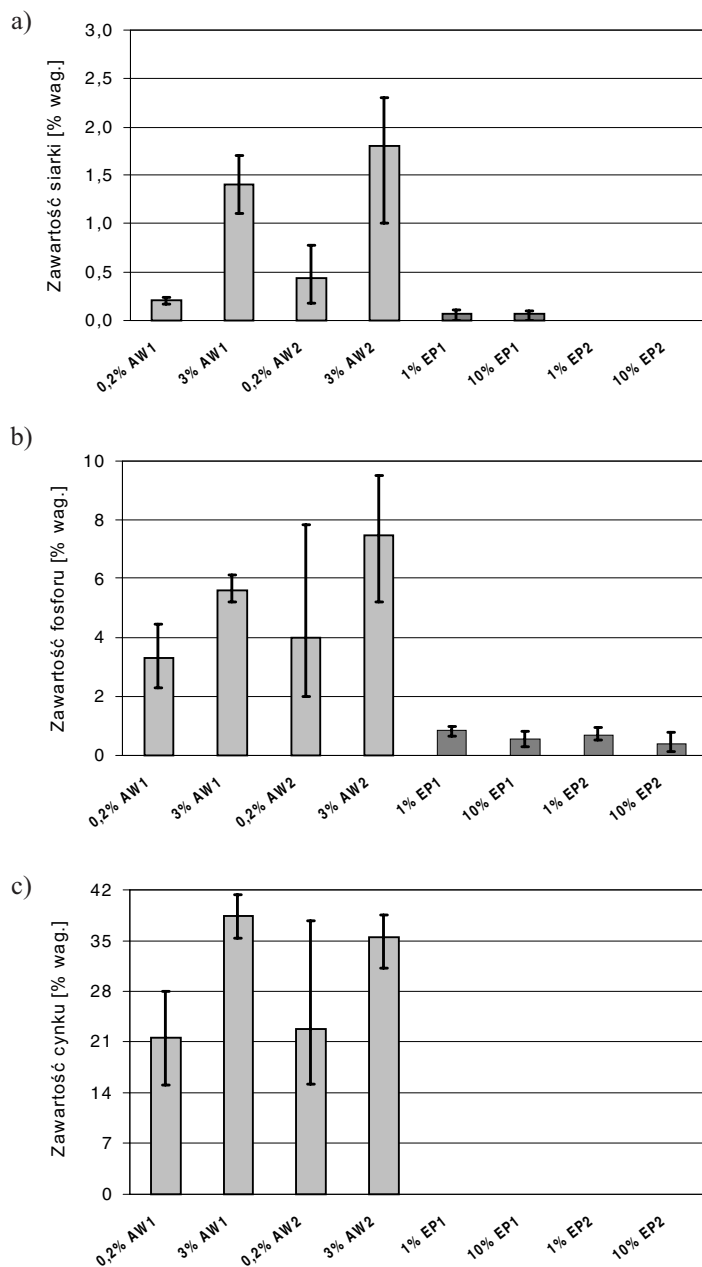 a)
Zawartość siarki [% wag.]
3,0
2,5
2,0
1,5
1,0
0,5
0,0
0,2% AW1
3% AW1
0,2% AW2
3% AW2
1% EP1
10% EP1
1% EP2
10% EP2
b)
Zawartość fosforu [% wag.]
10
8
6
4
2
0
0,2% AW1
3% AW1
0,2% AW2
3% AW2
1% EP1
10% EP1
1% EP2
10% EP2
c)
Zawartość cynku [% wag.]
42
35
28
21
14
7
0
0,2% AW1
3% AW1
0,2% AW2
3% AW2
1% EP1
10% EP1
1% EP2
10% EP2